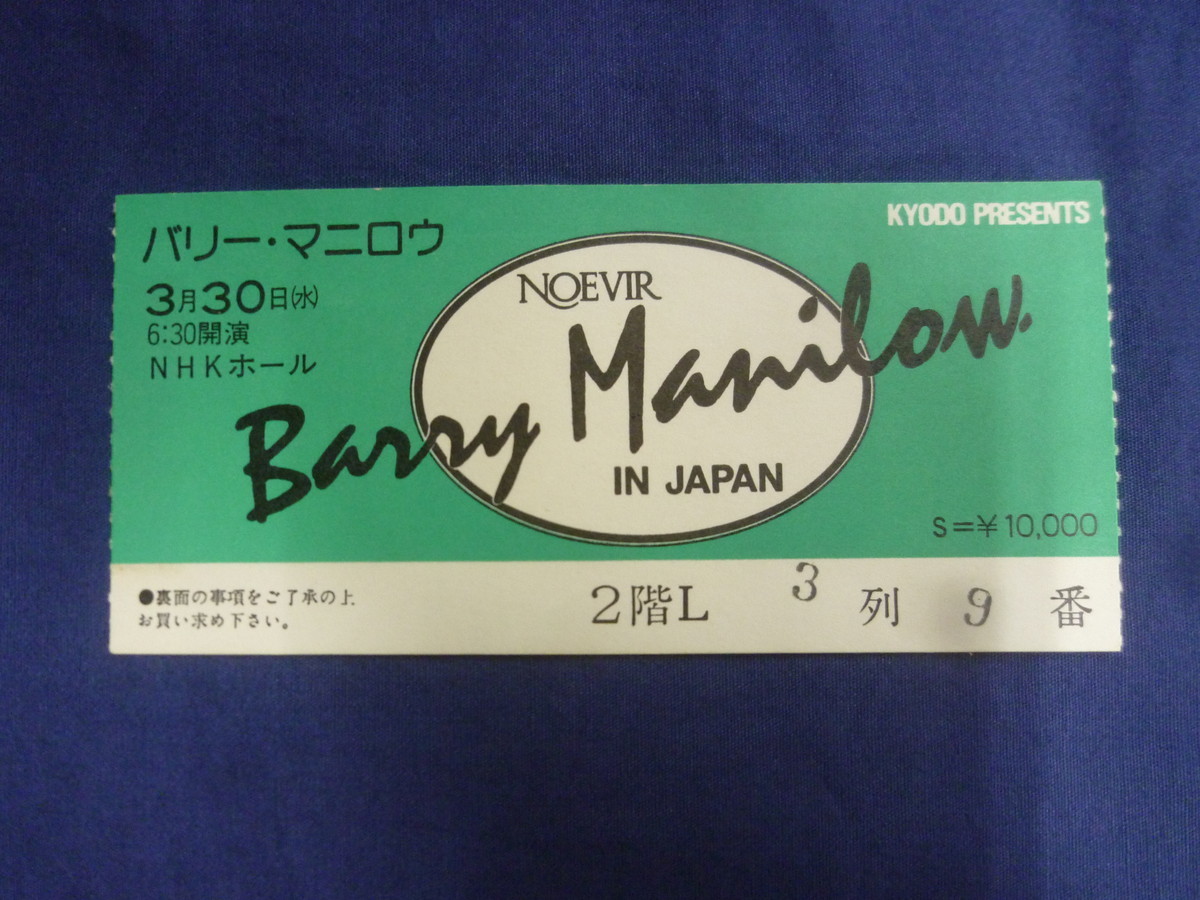 KYODO PRESENTS
バリー・マニロウ
3月30日(水)
6:30開演
NHKホール
NOEVIR
Barry Manilow.
IN JAPAN
S=¥10,000
●裏面の事項をご了承の上
お買い求め下さい。
2階L 3列 9番